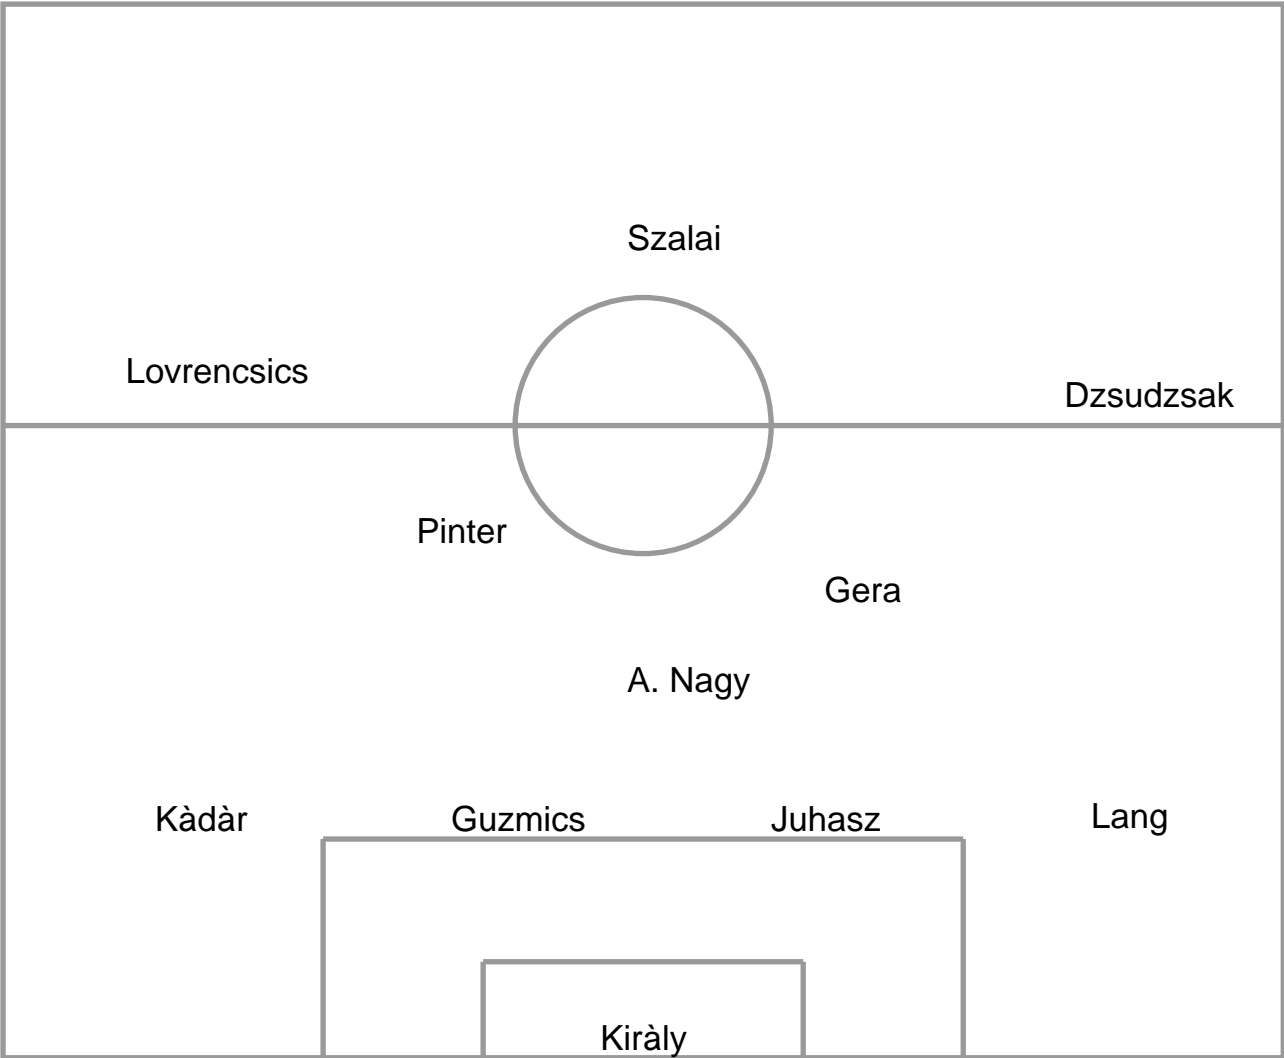 Szalai
Lovrencsics
Dzsudzsak
Pinter
Gera
A. Nagy
Kàdàr
Guzmics
Juhasz
Lang
Kiràly